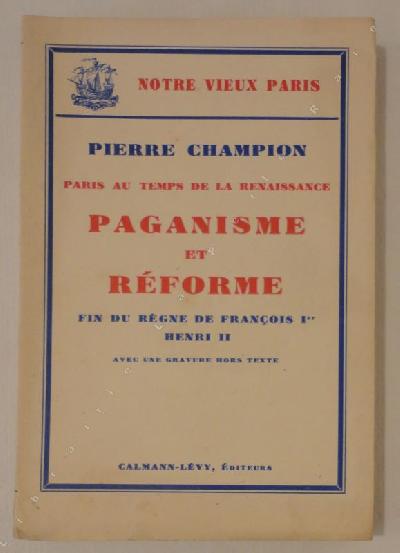 NOTRE VIEUX PARIS
PIERRE CHAMPION
PARIS AU TEMPS DE LA RENAISSANCE
PAGANISME
ET
RÉFORME
FIN DU RÈGNE DE FRANÇOIS Ier
HENRI II
AVEC UNE GRAVURE HORS TEXTE
CALMANN-LÉVY, ÉDITEURS